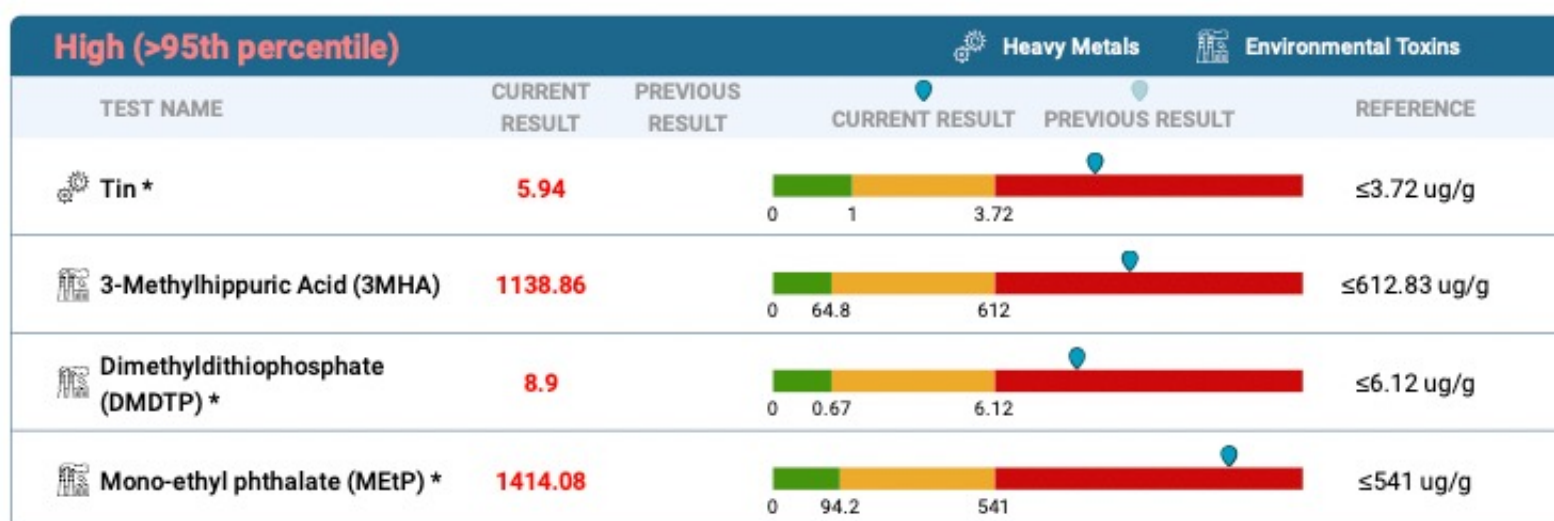 High (>95th percentile) Heavy Metals Environmental Toxins
TEST NAME CURRENT RESULT PREVIOUS RESULT CURRENT RESULT PREVIOUS RESULT REFERENCE
Tin * 5.94 ≤3.72 ug/g
0 1 3.72
3-Methylhippuric Acid (3MHA) 1138.86 ≤612.83 ug/g
0 64.8 612
Dimethyldithiophosphate
(DMDTP) * 8.9 ≤6.12 ug/g
0 0.67 6.12
Mono-ethyl phthalate (MEtP) * 1414.08 ≤541 ug/g
0 94.2 541